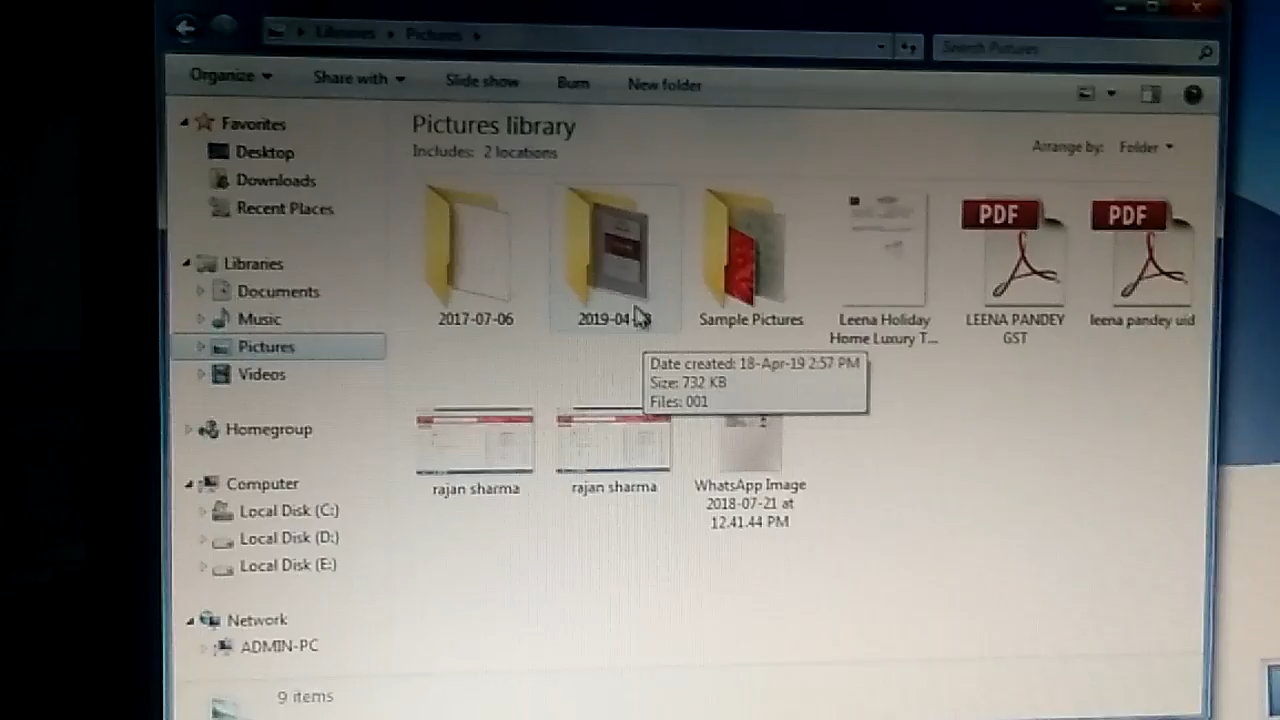 Libraries Pictures
Search Pictures
Organize Share with Slide show Burn New folder
Favorites
Desktop
Downloads
Recent Places
Libraries
Documents
Music
Pictures
Videos
Homegroup
Computer
Local Disk (C:)
Local Disk (D:)
Local Disk (E:)
Network
ADMIN-PC
Pictures library
Includes: 2 locations
Arrange by: Folder
PDF
PDF
2017-07-06
Sample Pictures
Leena Holiday
Home Luxury T...
LEENA PANDEY
GST
leena pandey uid
Date created: 18-Apr-19 2:57 PM
Size: 732 KB
Files: 001
rajan sharma
rajan sharma
WhatsApp Image
2018-07-21 at
12.41.44 PM
9 items